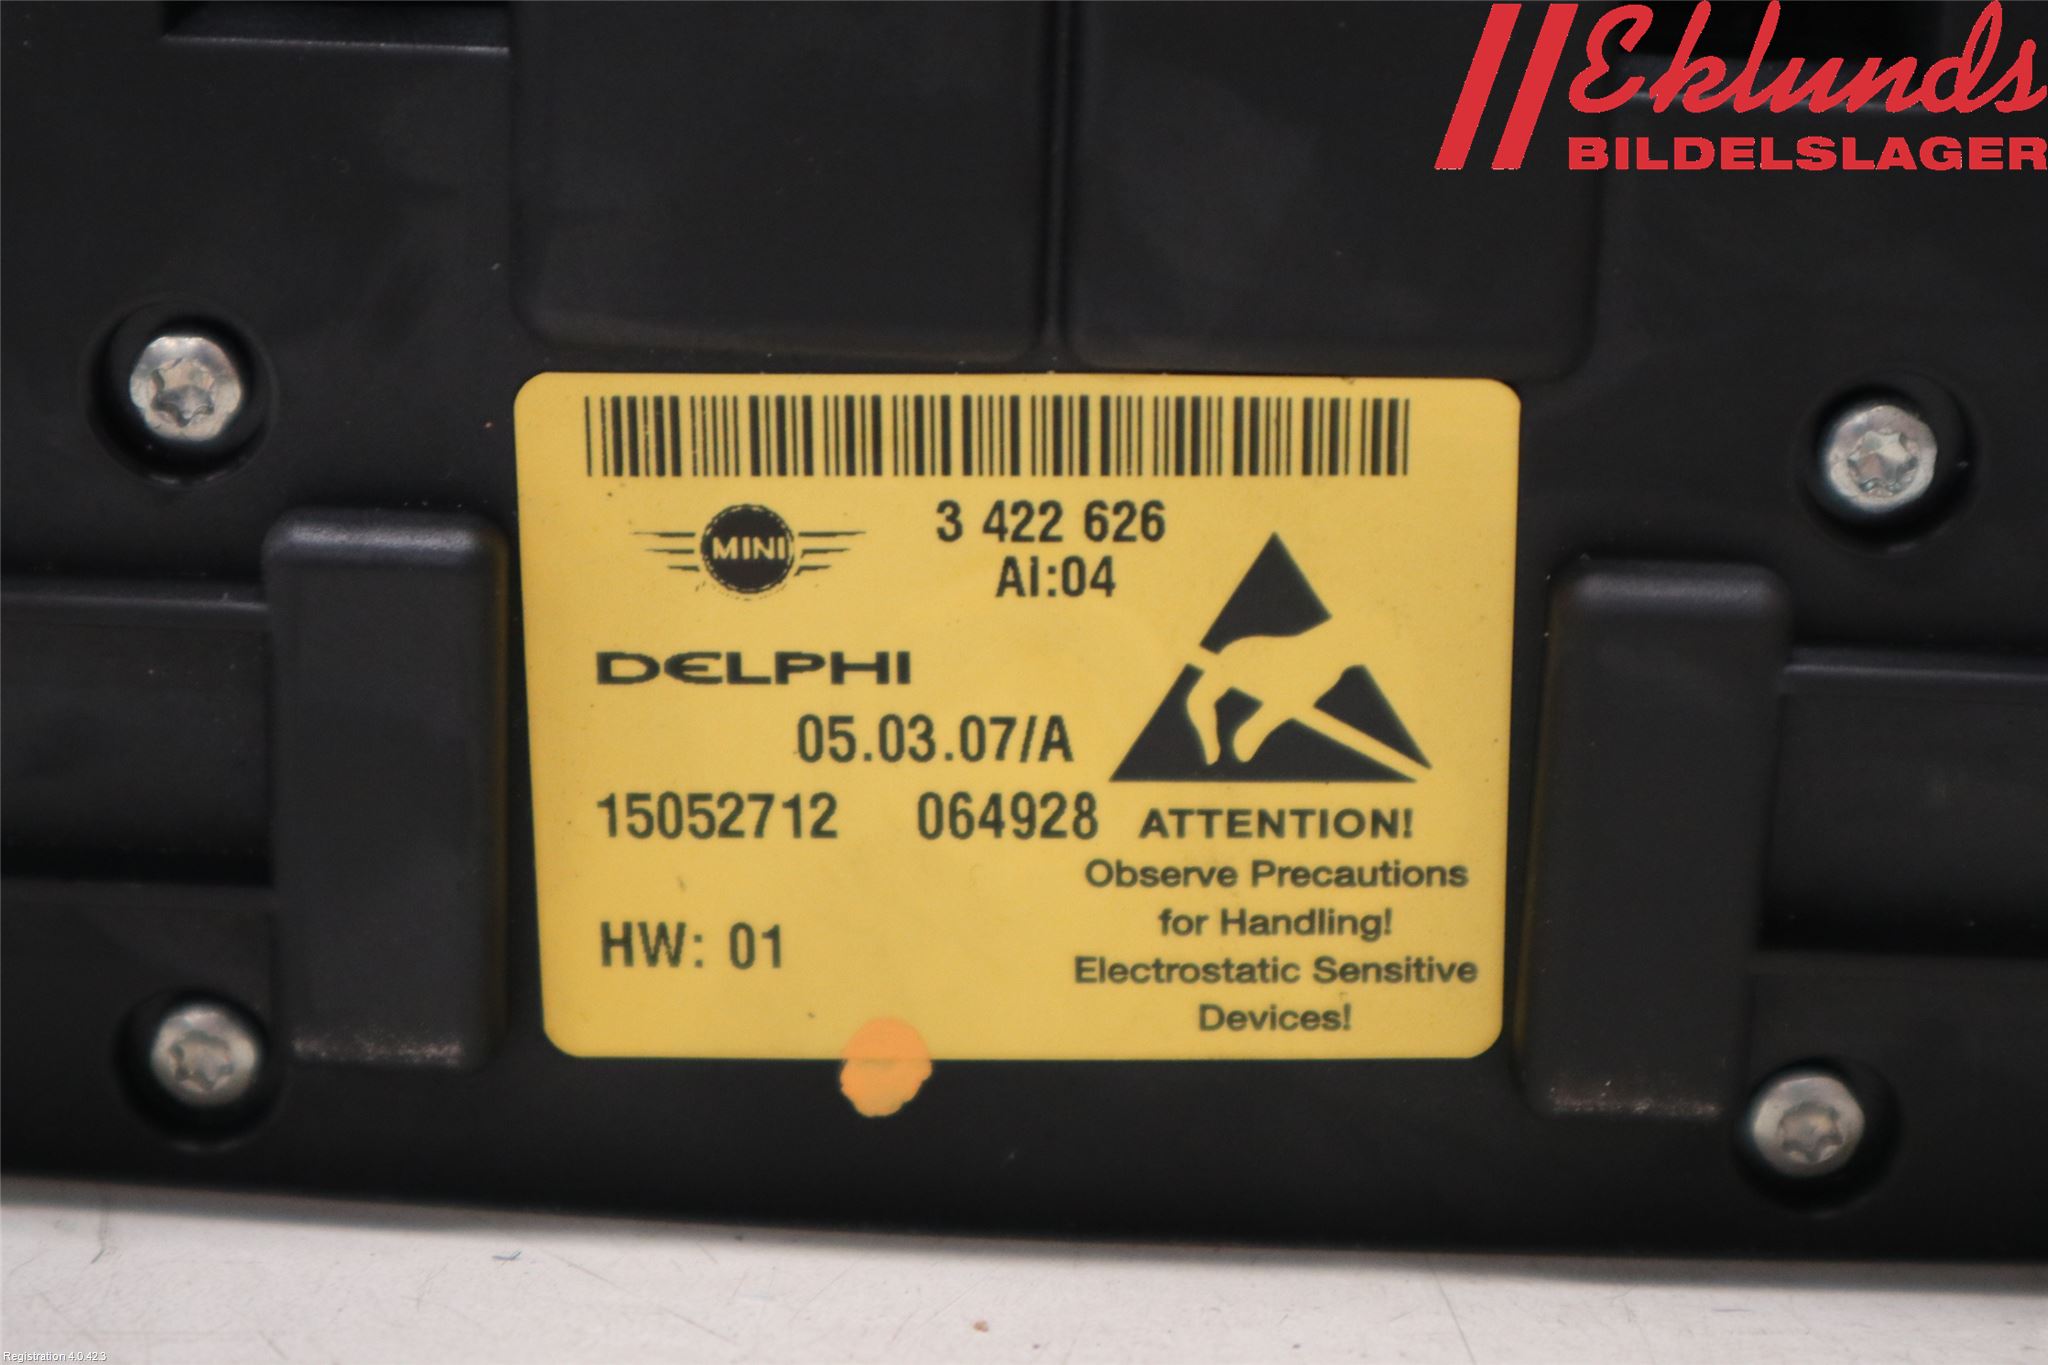 Eklunds
BILDELSLAGER
MINI
3 422 626
AI:04
DELPHI
05.03.07/A
15052712 064928
HW: 01
ATTENTION!
Observe Precautions
for Handling!
Electrostatic Sensitive
Devices!
Registration 4.0.42.3